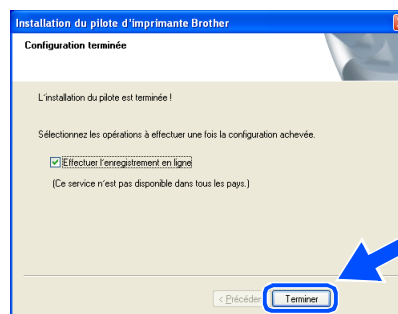 Installation du pilote d'imprimante Brother
Configuration terminée
L'installation du pilote est terminée !
Sélectionnez les opérations à effectuer une fois la configuration achevée.
Effectuer l'enregistrement en ligne
(Ce service n'est pas disponible dans tous les pays.)
< Précéder
Terminer